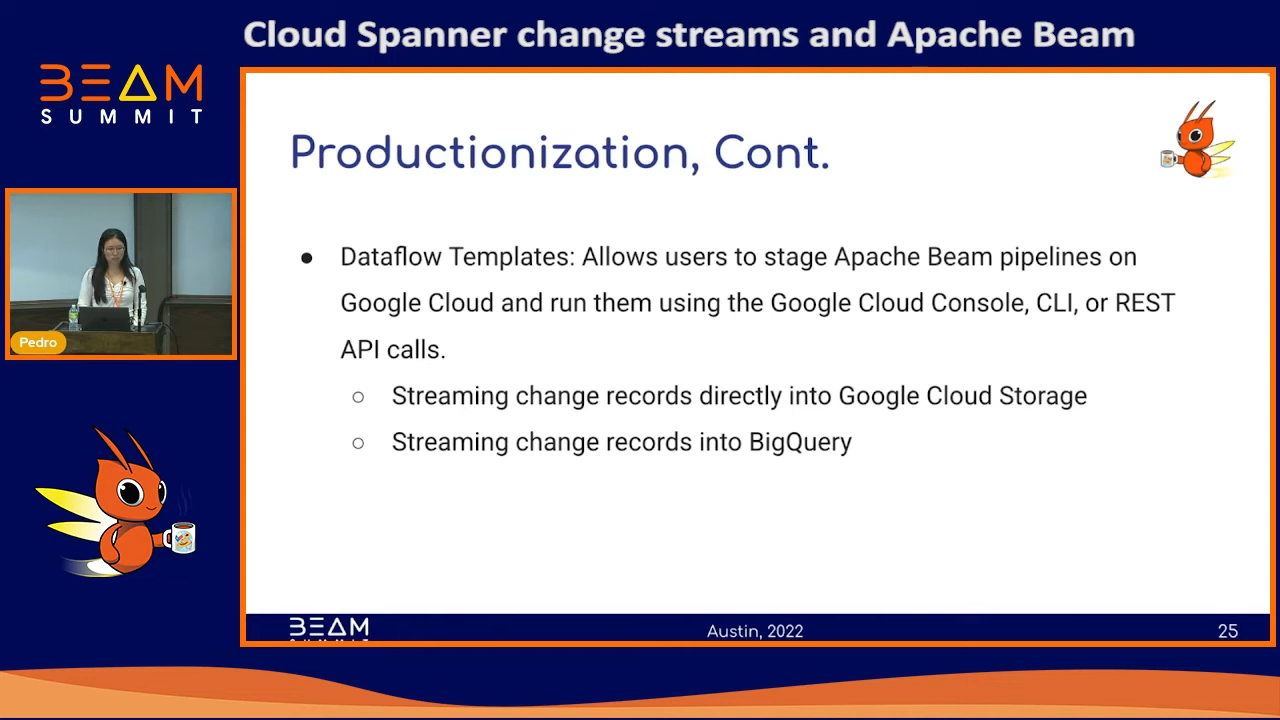 Cloud Spanner change streams and Apache Beam
BEAM
SUMMIT
Productionization, Cont.
● Dataflow Templates: Allows users to stage Apache Beam pipelines on
Google Cloud and run them using the Google Cloud Console, CLI, or REST
API calls.
○ Streaming change records directly into Google Cloud Storage
○ Streaming change records into BigQuery
Pedro
BEAM
Austin, 2022
25